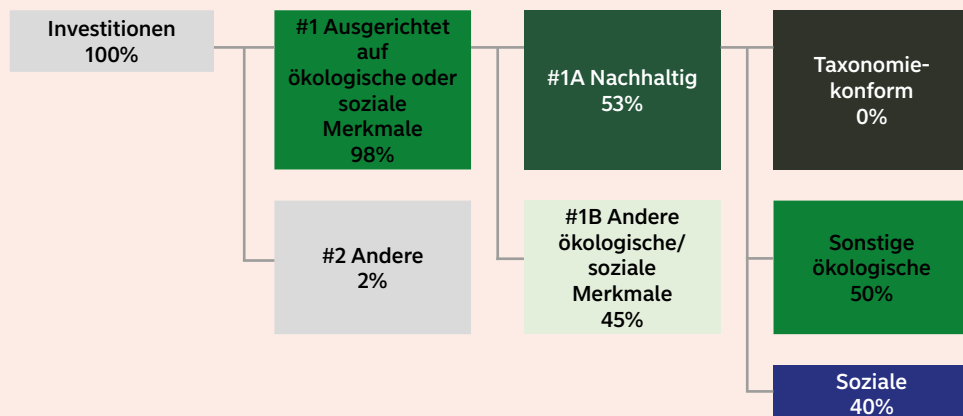 Investitionen
100%
#1 Ausgerichtet
auf
ökologische oder
soziale
Merkmale
98%
#1A Nachhaltig
53%
Taxonomie-
konform
0%
#2 Andere
2%
#1B Andere
ökologische/
soziale
Merkmale
45%
Sonstige
ökologische
50%
Soziale
40%